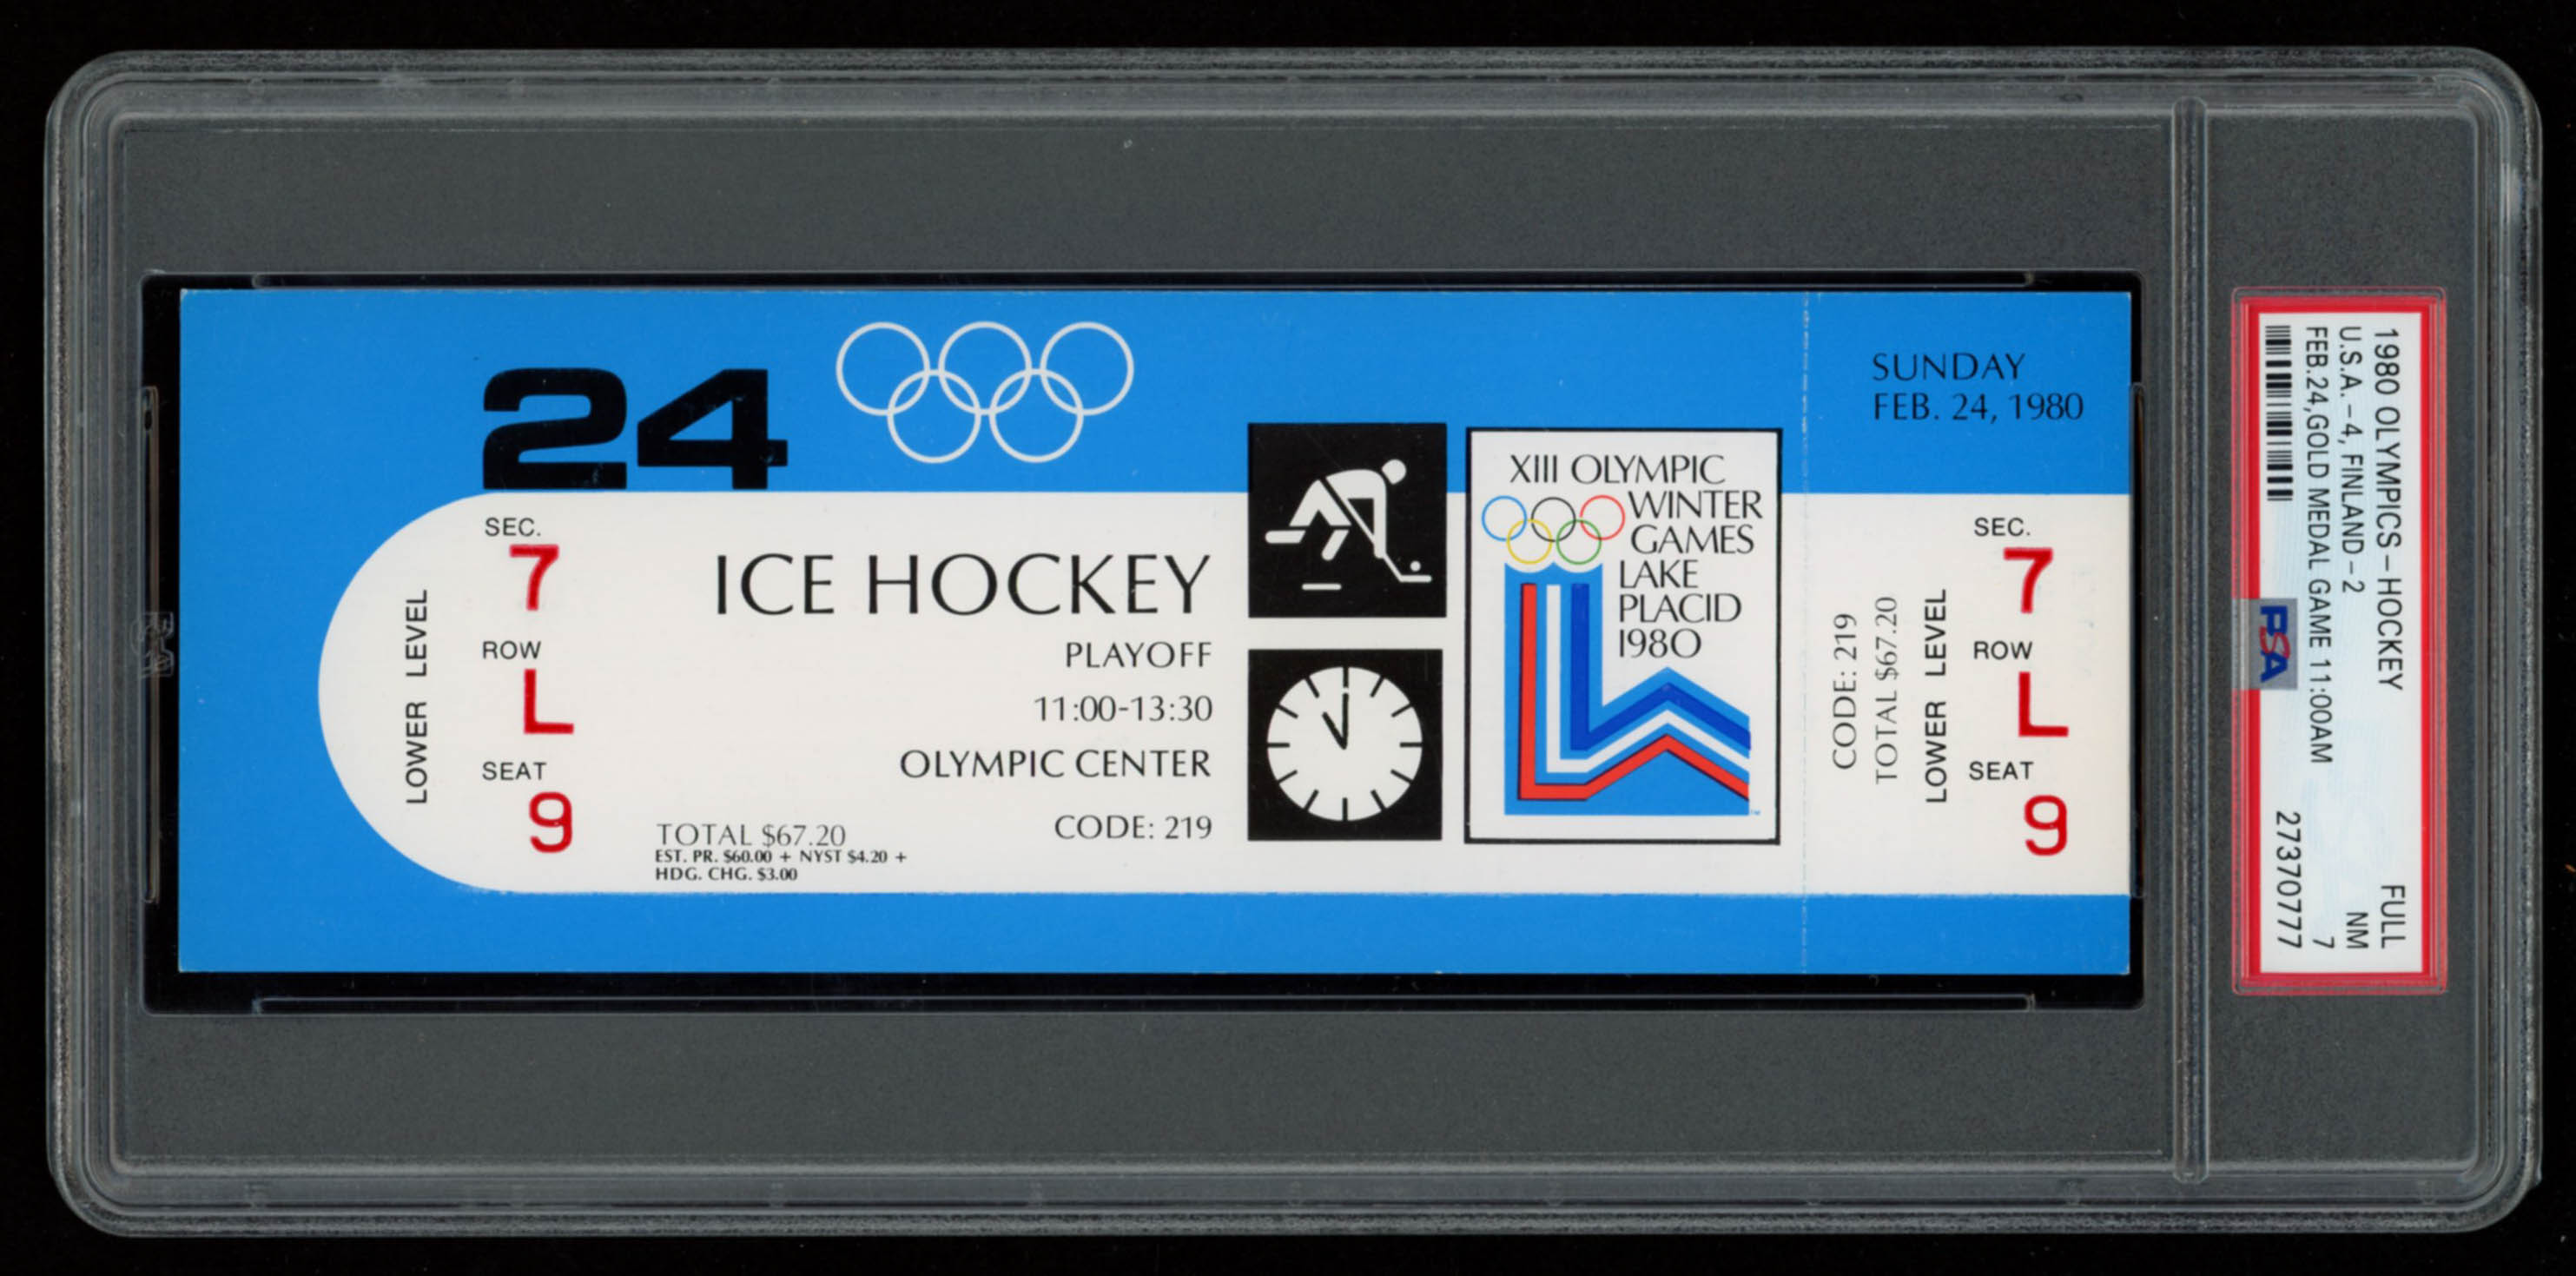 24
SUNDAY
FEB. 24, 1980
SEC.
7
ROW
L
SEAT
9
LOWER LEVEL
ICE HOCKEY
PLAYOFF
11:00-13:30
OLYMPIC CENTER
CODE: 219
TOTAL $67.20
EST. PR. $60.00 + NYST $4.20 +
HDG. CHG. $3.00
XIII OLYMPIC
WINTER
GAMES
LAKE
PLACID
1980
CODE: 219
TOTAL $67.20
LOWER LEVEL
SEC.
7
ROW
L
SEAT
9
1980 OLYMPICS-HOCKEY FULL
U.S.A.-4, FINLAND-2 NM
FEB.24,GOLD MEDAL GAME 11:00AM 7
27370777
PSA